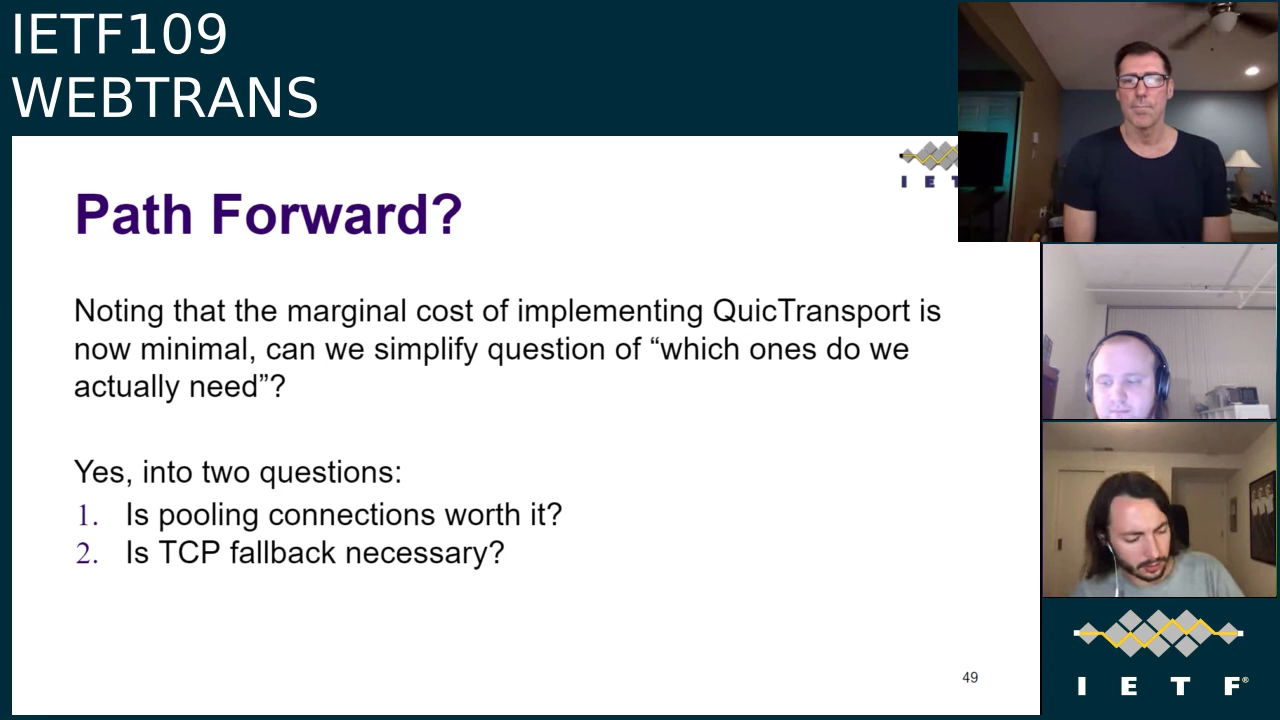 IETF109
WEBTRANS
I E T
Path Forward?
Noting that the marginal cost of implementing QuicTransport is
now minimal, can we simplify question of “which ones do we
actually need”?
Yes, into two questions:
1. Is pooling connections worth it?
2. Is TCP fallback necessary?
49
I E T F®